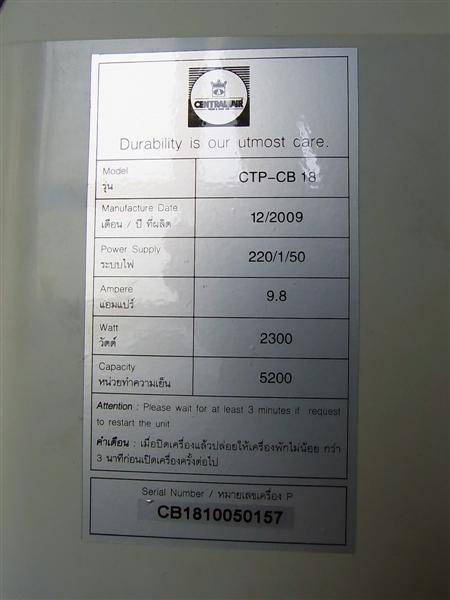 CENTRAL AIR
Durability is our utmost care.
Model
รุ่น
CTP-CB 18
Manufacture Date
เดือน / ปี ที่ผลิต
12/2009
Power Supply
ระบบไฟ
220/1/50
Ampere
แอมแปร์
9.8
Watt
วัตต์
2300
Capacity
หน่วยทำความเย็น
5200
Attention : Please wait for at least 3 minutes if request
to restart the unit
คำเตือน : เมื่อปิดเครื่องแล้วปล่อยให้เครื่องพักไม่น้อย กว่า
3 นาทีก่อนเปิดเครื่องครั้งต่อไป
Serial Number / หมายเลขเครื่อง P
CB1810050157